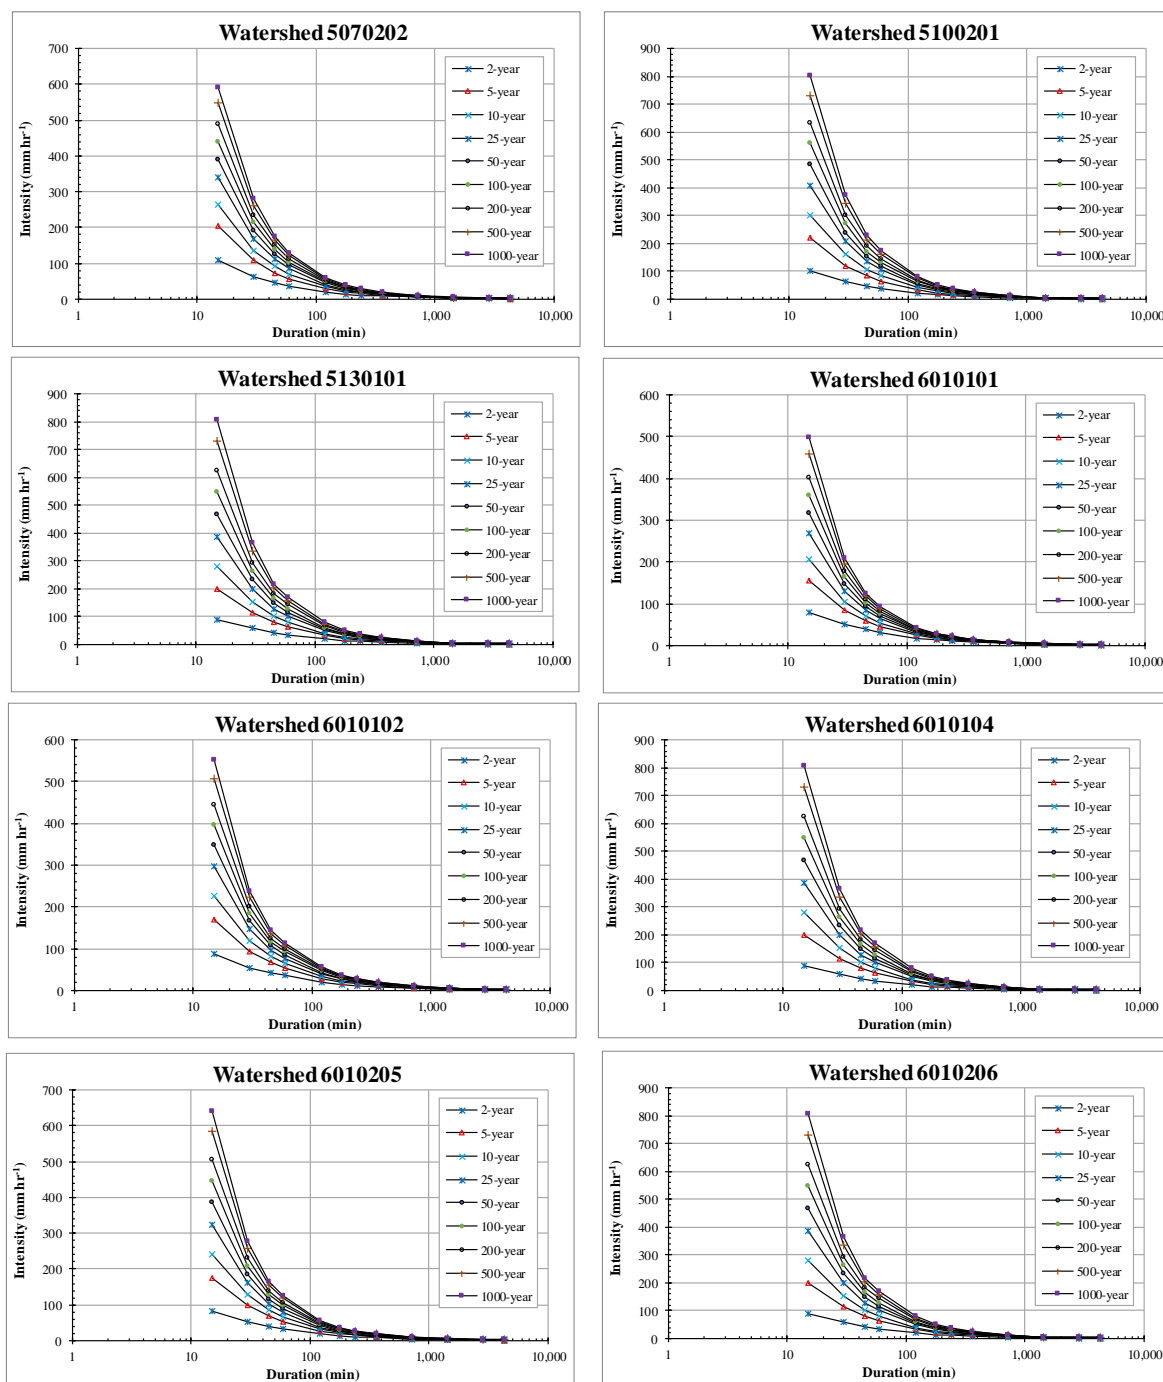 Watershed 5070202
700
600
500
400
300
200
100
0
Intensity (mm hr-1)
1
10
100
1,000
10,000
Duration (min)
2-year
5-year
10-year
25-year
50-year
100-year
200-year
500-year
1000-year
Watershed 5100201
900
800
700
600
500
400
300
200
100
0
Intensity (mm hr-1)
1
10
100
1,000
10,000
Duration (min)
2-year
5-year
10-year
25-year
50-year
100-year
200-year
500-year
1000-year
Watershed 5130101
900
800
700
600
500
400
300
200
100
0
Intensity (mm hr-1)
1
10
100
1,000
10,000
Duration (min)
2-year
5-year
10-year
25-year
50-year
100-year
200-year
500-year
1000-year
Watershed 6010101
600
500
400
300
200
100
0
Intensity (mm hr-1)
1
10
100
1,000
10,000
Duration (min)
2-year
5-year
10-year
25-year
50-year
100-year
200-year
500-year
1000-year
Watershed 6010102
600
500
400
300
200
100
0
Intensity (mm hr-1)
1
10
100
1,000
10,000
Duration (min)
2-year
5-year
10-year
25-year
50-year
100-year
200-year
500-year
1000-year
Watershed 6010104
900
800
700
600
500
400
300
200
100
0
Intensity (mm hr-1)
1
10
100
1,000
10,000
Duration (min)
2-year
5-year
10-year
25-year
50-year
100-year
200-year
500-year
1000-year
Watershed 6010205
700
600
500
400
300
200
100
0
Intensity (mm hr-1)
1
10
100
1,000
10,000
Duration (min)
2-year
5-year
10-year
25-year
50-year
100-year
200-year
500-year
1000-year
Watershed 6010206
900
800
700
600
500
400
300
200
100
0
Intensity (mm hr-1)
1
10
100
1,000
10,000
Duration (min)
2-year
5-year
10-year
25-year
50-year
100-year
200-year
500-year
1000-year